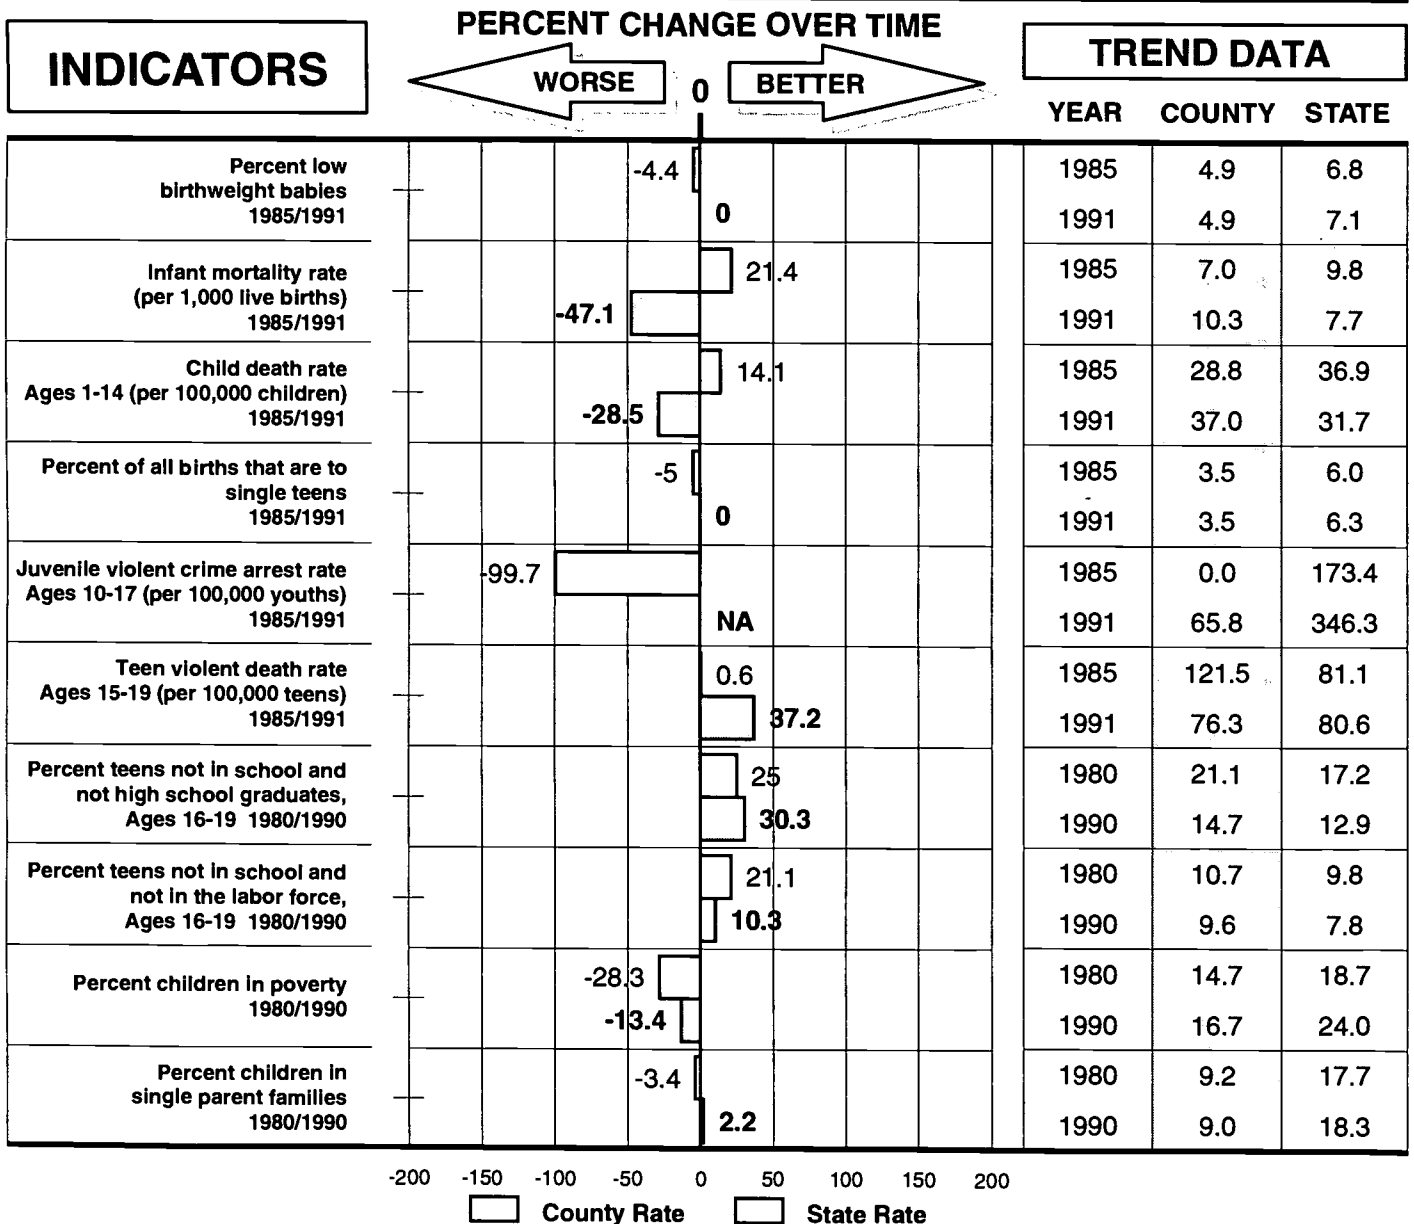 PERCENT CHANGE OVER TIME
INDICATORS
WORSE
0
BETTER
TREND DATA
YEAR COUNTY STATE
Percent low
birthweight babies
1985/1991
-4.4
0
1985 4.9 6.8
1991 4.9 7.1
Infant mortality rate
(per 1,000 live births)
1985/1991
21.4
-47.1
1985 7.0 9.8
1991 10.3 7.7
Child death rate
Ages 1-14 (per 100,000 children)
1985/1991
14.1
-28.5
1985 28.8 36.9
1991 37.0 31.7
Percent of all births that are to
single teens
1985/1991
-5
0
1985 3.5 6.0
1991 3.5 6.3
Juvenile violent crime arrest rate
Ages 10-17 (per 100,000 youths)
1985/1991
-99.7
NA
1985 0.0 173.4
1991 65.8 346.3
Teen violent death rate
Ages 15-19 (per 100,000 teens)
1985/1991
0.6
37.2
1985 121.5 81.1
1991 76.3 80.6
Percent teens not in school and
not high school graduates,
Ages 16-19 1980/1990
25
30.3
1980 21.1 17.2
1990 14.7 12.9
Percent teens not in school and
not in the labor force,
Ages 16-19 1980/1990
21.1
10.3
1980 10.7 9.8
1990 9.6 7.8
Percent children in poverty
1980/1990
-28.3
-13.4
1980 14.7 18.7
1990 16.7 24.0
Percent children in
single parent families
1980/1990
-3.4
2.2
1980 9.2 17.7
1990 9.0 18.3
-200 -150 -100 -50 0 50 100 150 200
County Rate State Rate